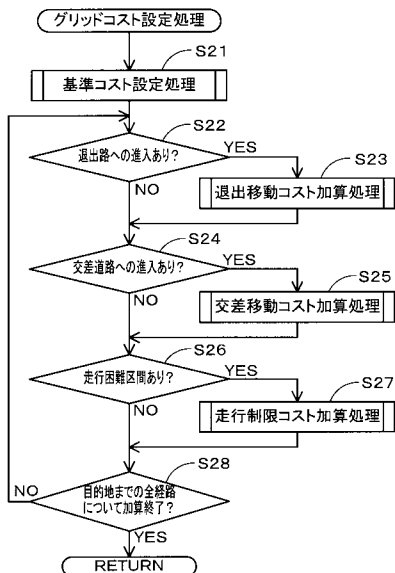 グリッドコスト設定処理
S21
基準コスト設定処理
S22
退出路への進入あり?
YES
S23
NO
退出移動コスト加算処理
S24
交差道路への進入あり?
YES
S25
NO
交差移動コスト加算処理
S26
走行困難区間あり?
YES
S27
NO
走行制限コスト加算処理
S28
NO
目的地までの全経路
について加算終了?
YES
RETURN